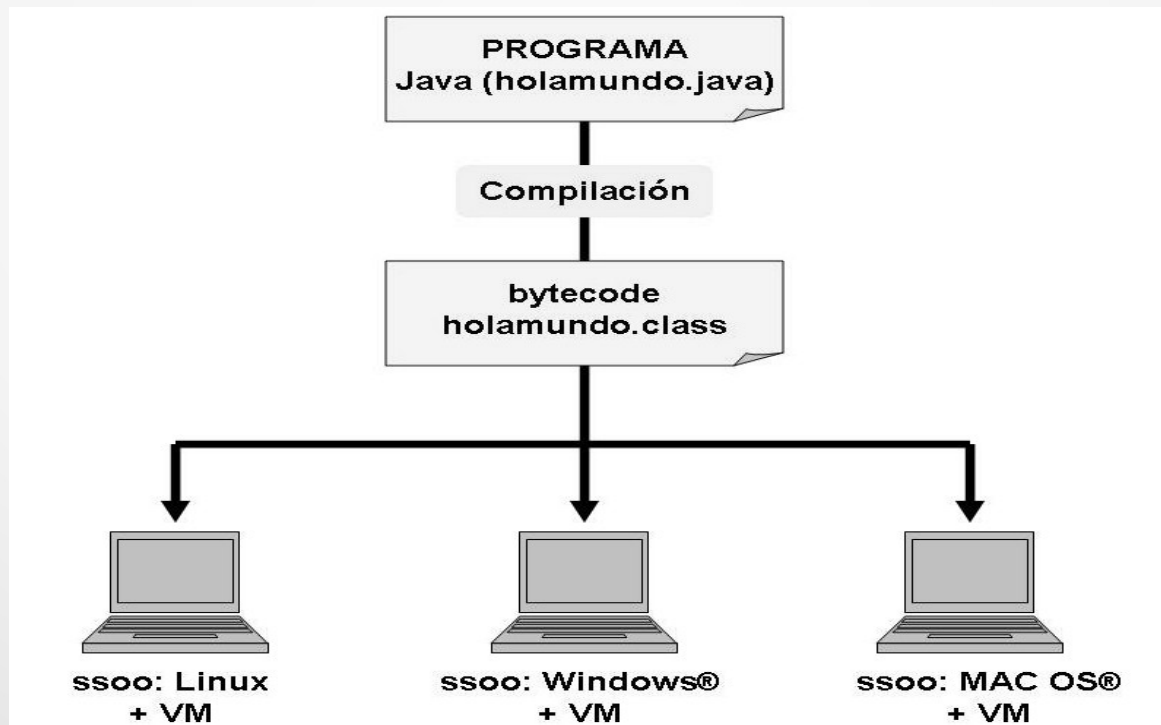 PROGRAMA
Java (holamundo.java)
Compilación
bytecode
holamundo.class
ssoo: Linux
+ VM
ssoo: Windows®
+ VM
ssoo: MAC OS®
+ VM